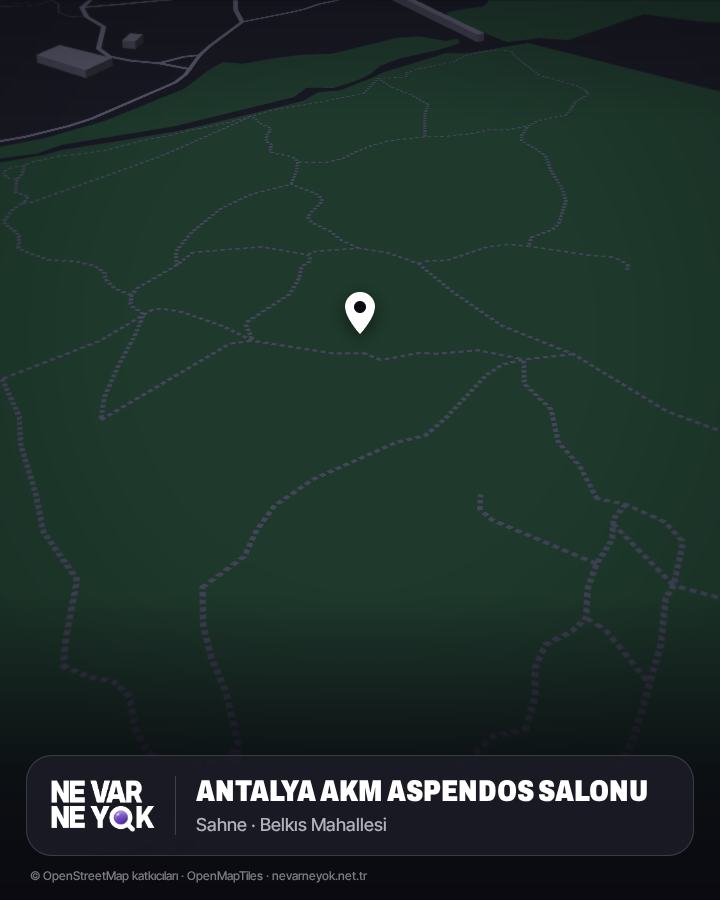 NE VAR
NE YOK
ANTALYA AKM ASPENDOS SALONU
Sahne · Belkıs Mahallesi
© OpenStreetMap katkıcıları · OpenMapTiles · nevarneyok.net.tr